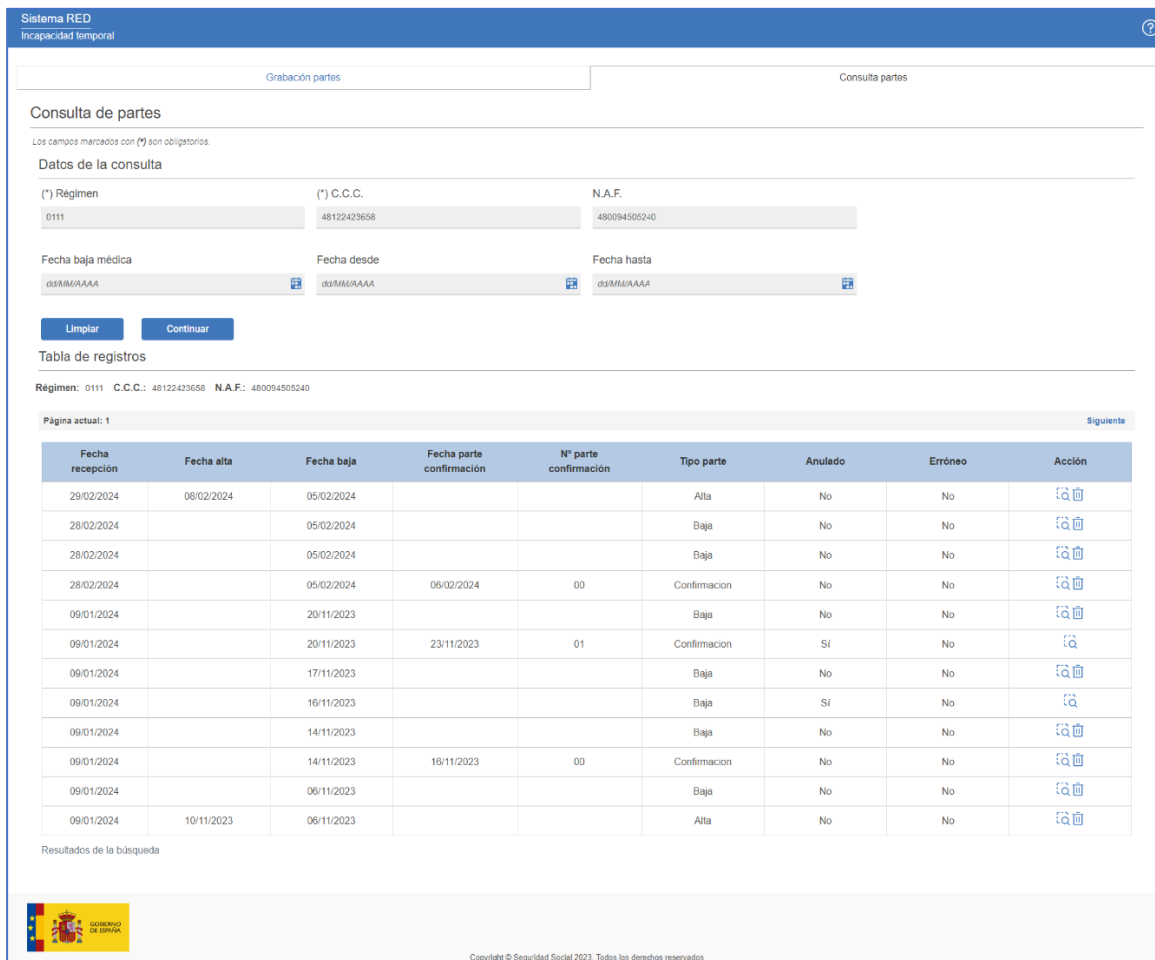 Sistema RED
Incapacidad temporal
Grabación partes Consulta partes
Consulta de partes
Los campos marcados con (*) son obligatorios.
Datos de la consulta
(*) Régimen (*) C.C.C. N.A.F.
0111 48122423658 480094505240
Fecha baja médica Fecha desde Fecha hasta
dd/MM/AAAA dd/MM/AAAA dd/MM/AAAA
Limpiar Continuar
Tabla de registros
Régimen: 0111 C.C.C.: 48122423658 N.A.F.: 480094505240
Página actual: 1 Siguiente
Fecha recepción Fecha alta Fecha baja Fecha parte confirmación Nº parte confirmación Tipo parte Anulado Erróneo Acción
29/02/2024 08/02/2024 05/02/2024 Alta No No
28/02/2024 05/02/2024 Baja No No
28/02/2024 05/02/2024 Baja No No
28/02/2024 05/02/2024 06/02/2024 00 Confirmacion No No
09/01/2024 20/11/2023 Baja No No
09/01/2024 20/11/2023 23/11/2023 01 Confirmacion Sí No
09/01/2024 17/11/2023 Baja No No
09/01/2024 16/11/2023 Baja Sí No
09/01/2024 14/11/2023 Baja No No
09/01/2024 14/11/2023 16/11/2023 00 Confirmacion No No
09/01/2024 06/11/2023 Baja No No
09/01/2024 10/11/2023 06/11/2023 Alta No No
Resultados de la búsqueda
GOBIERNO
DE ESPAÑA
Copyright © Seguridad Social 2023. Todos los derechos reservados